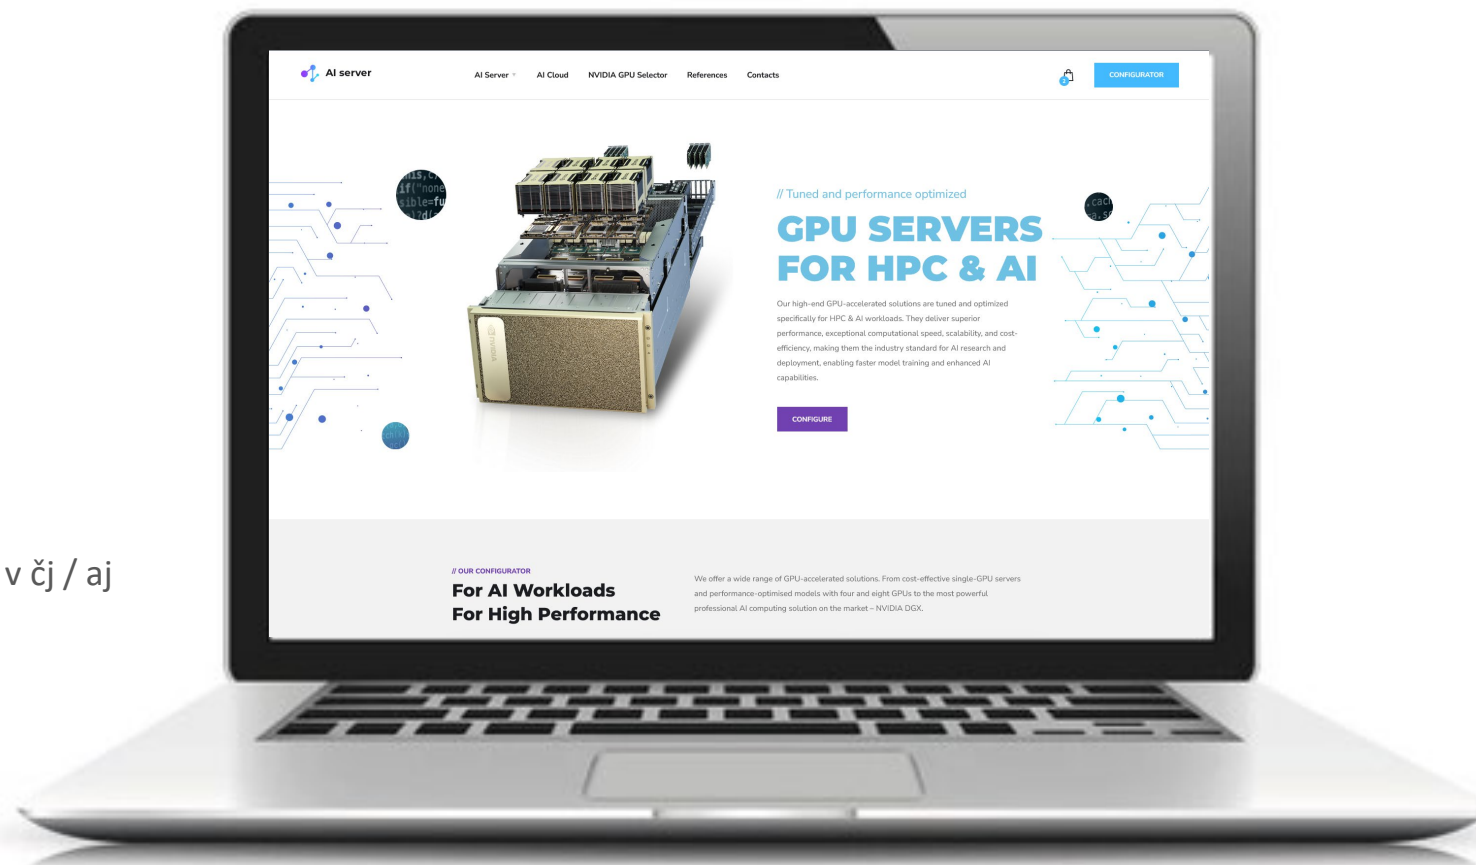 AI server
AI Server
AI Cloud
NVIDIA GPU Selector
References
Contacts
CONFIGURATOR
if("none
sible=fu
// Tuned and performance optimized
GPU SERVERS
FOR HPC & AI
Our high-end GPU-accelerated solutions are tuned and optimized
specifically for HPC & AI workloads. They deliver superior
performance, exceptional computational speed, scalability, and cost-
efficiency, making them the industry standard for AI research and
deployment, enabling faster model training and enhanced AI
capabilities.
CONFIGURE
NVIDIA
v čj / aj
// OUR CONFIGURATOR
For AI Workloads
For High Performance
We offer a wide range of GPU-accelerated solutions. From cost-effective single-GPU servers
and performance-optimised models with four and eight GPUs to the most powerful
professional AI computing solution on the market – NVIDIA DGX.